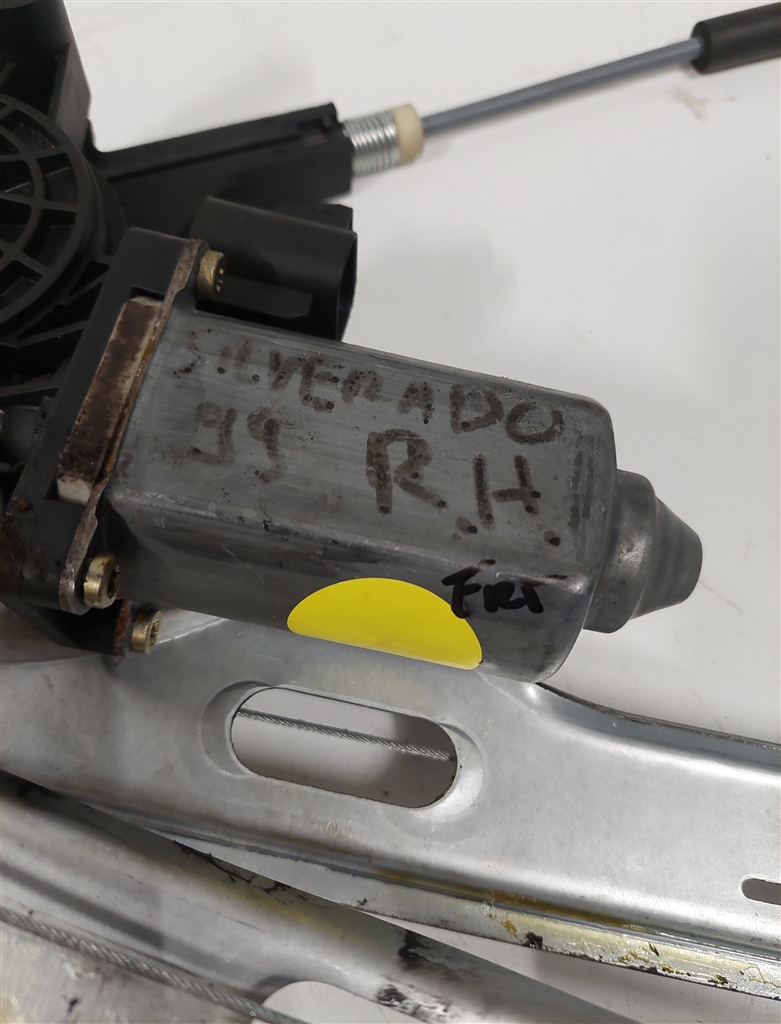 SILVERADO
99 R.H.
FRT